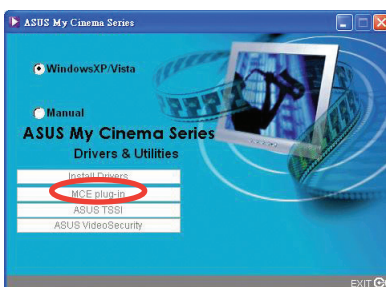 ASUS My Cinema Series
WindowsXP/Vista
Manual
ASUS My Cinema Series
Drivers & Utilities
Install Drivers
MCE plug-in
ASUS TSSI
ASUS VideoSecurity
EXIT